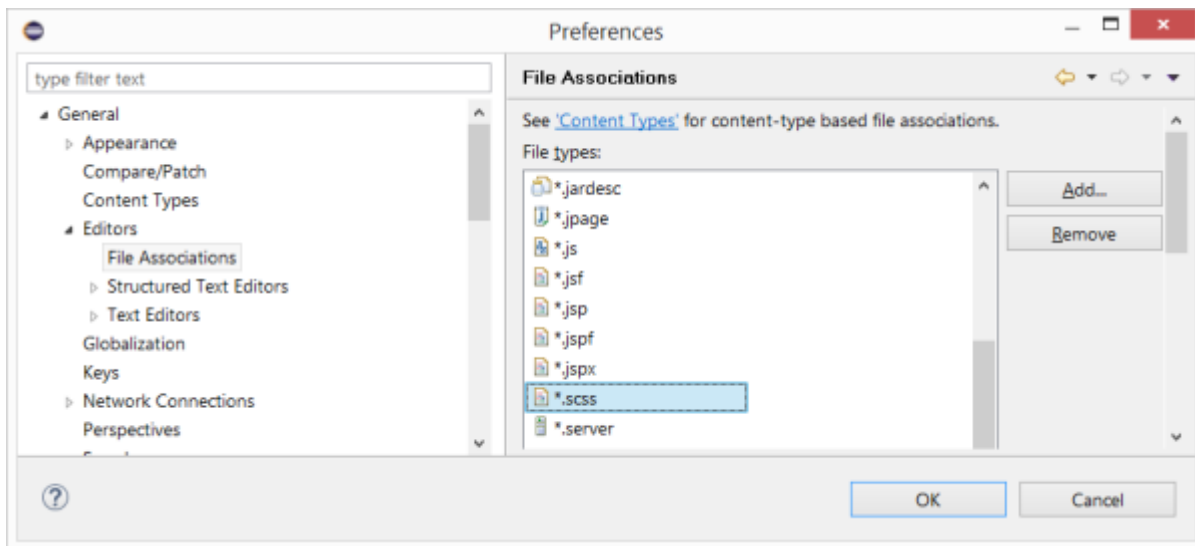 Preferences
type filter text
General
Appearance
Compare/Patch
Content Types
Editors
File Associations
Structured Text Editors
Text Editors
Globalization
Keys
Network Connections
Perspectives
File Associations
See 'Content Types' for content-type based file associations.
File types:
*.jardesc
*.jpage
*.js
*.jsf
*.jsp
*.jspf
*.jspx
*.scss
*.server
Add...
Remove
?
OK
Cancel